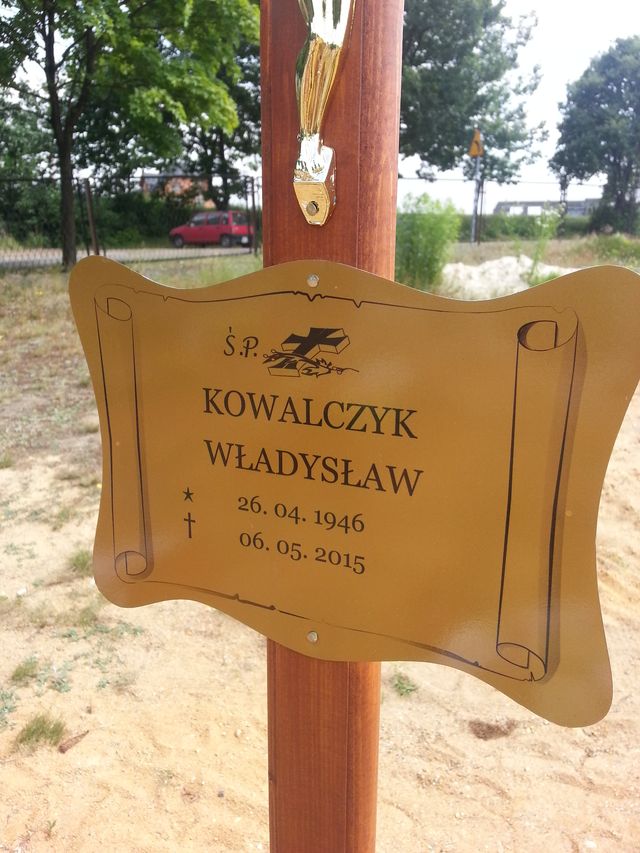 Ś.P.
KOWALCZYK
WŁADYSŁAW
★ 26. 04. 1946
✝ 06. 05. 2015